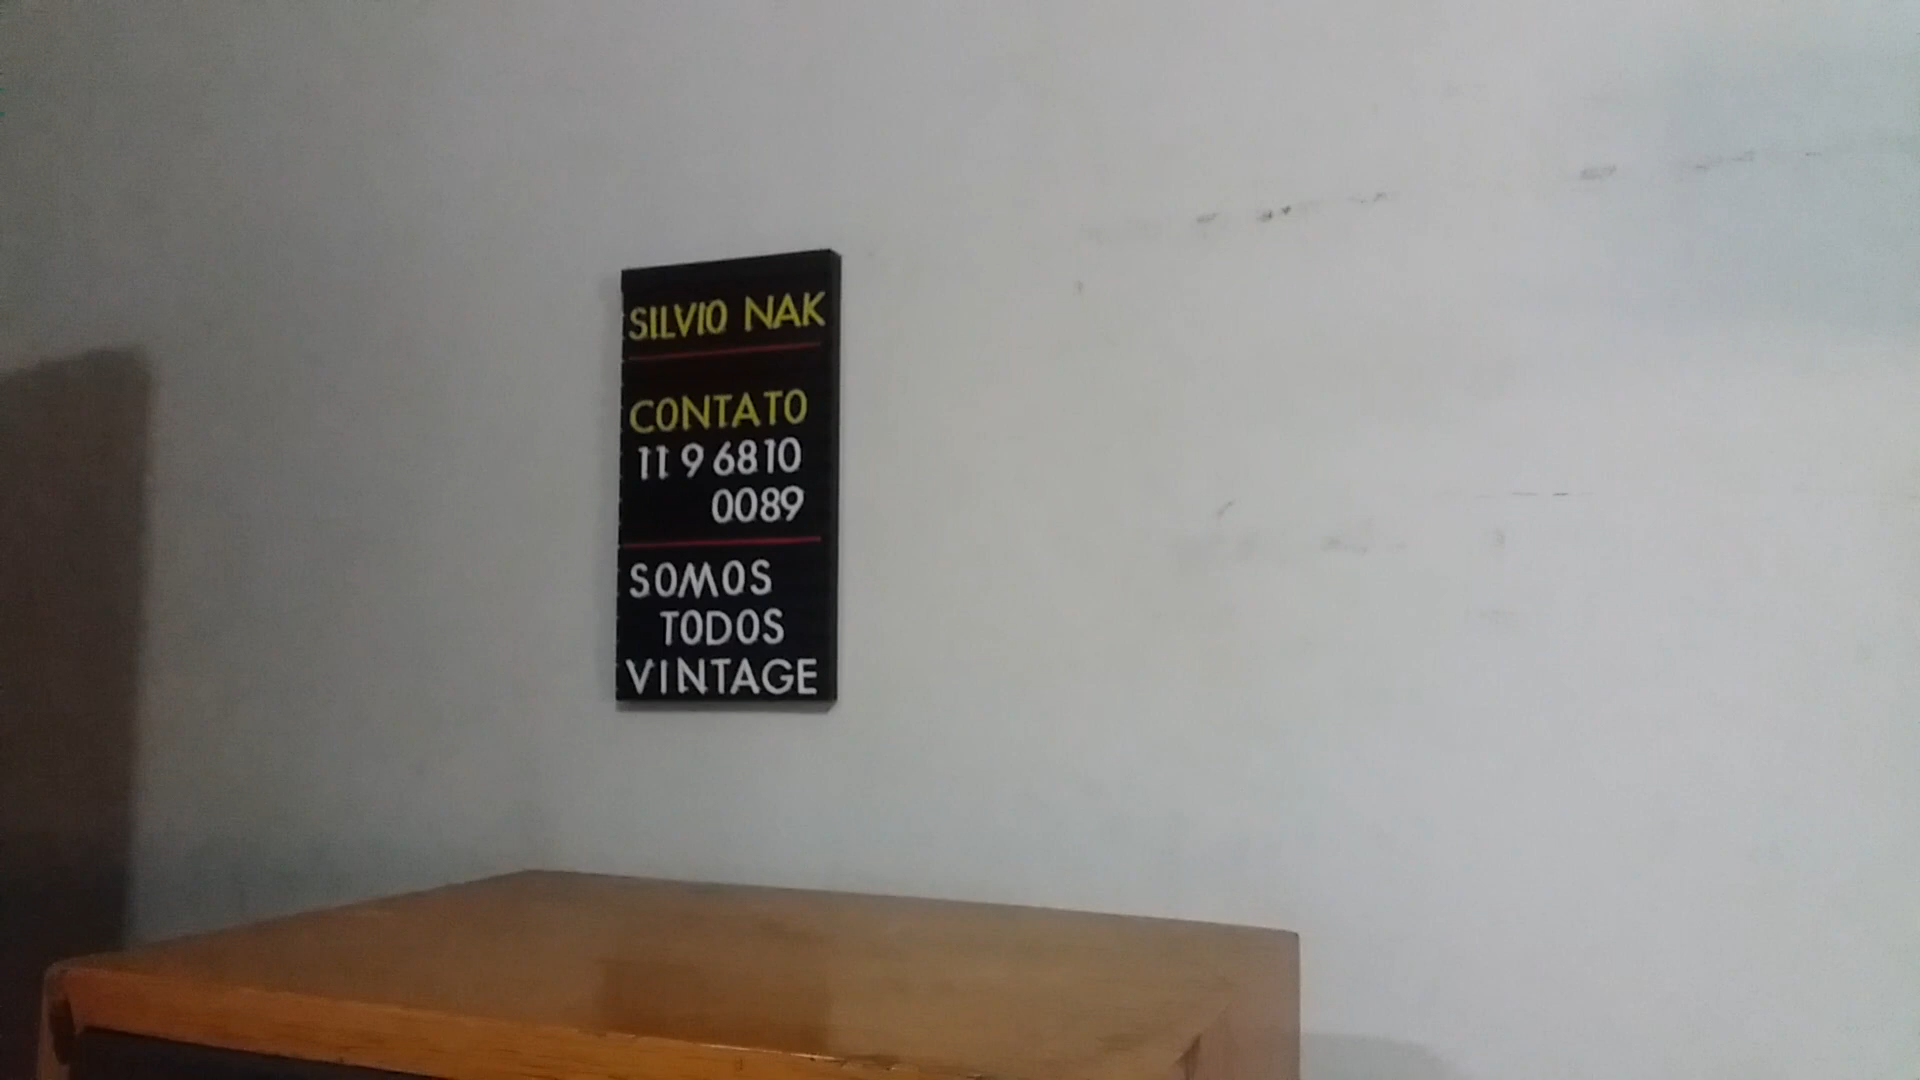 SILVIO NAK
CONTATO
11 9 6810
0089
SOMOS
TODOS
VINTAGE